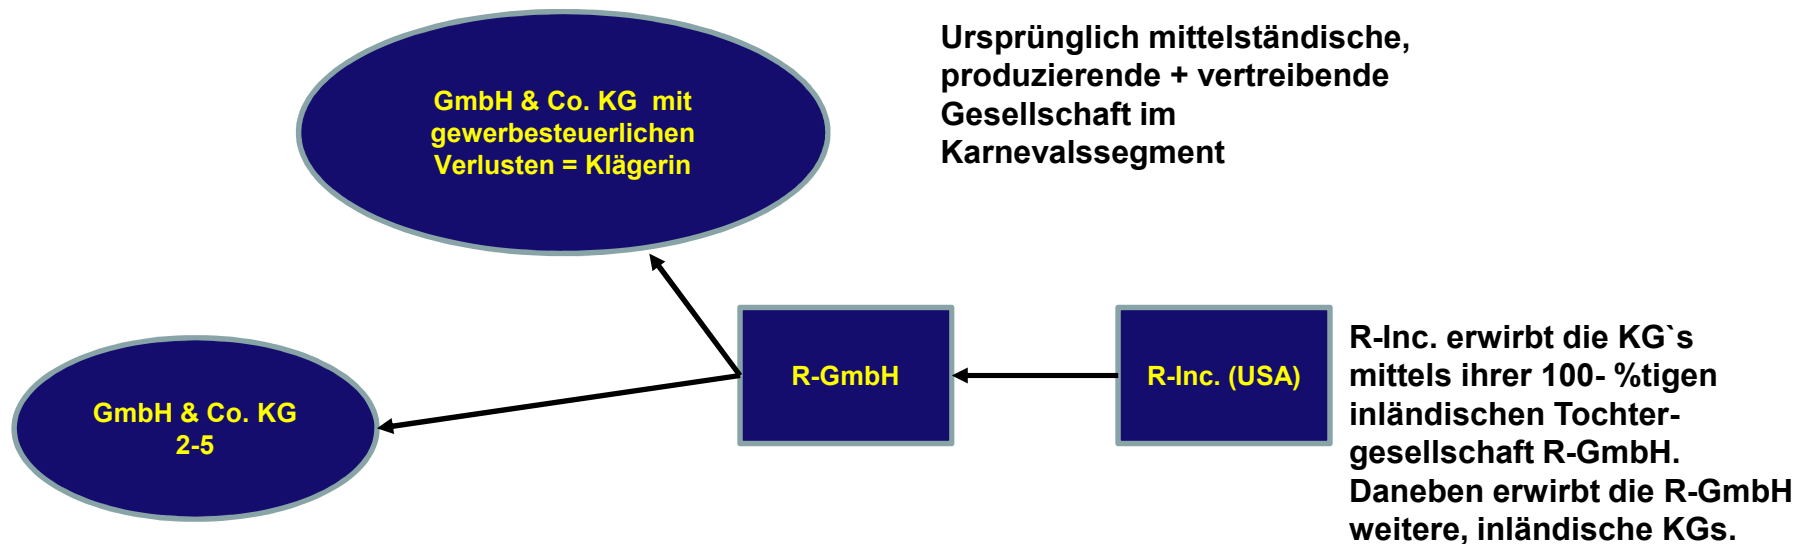 Ursprünglich mittelständische,
produzierende + vertreibende
Gesellschaft im
Karnevalssegment
GmbH & Co. KG mit
gewerbesteuerlichen
Verlusten = Klägerin
GmbH & Co. KG
2-5
R-GmbH
R-Inc. (USA)
R-Inc. erwirbt die KG`s
mittels ihrer 100- %tigen
inländischen Tochter-
gesellschaft R-GmbH.
Daneben erwirbt die R-GmbH
weitere, inländische KGs.